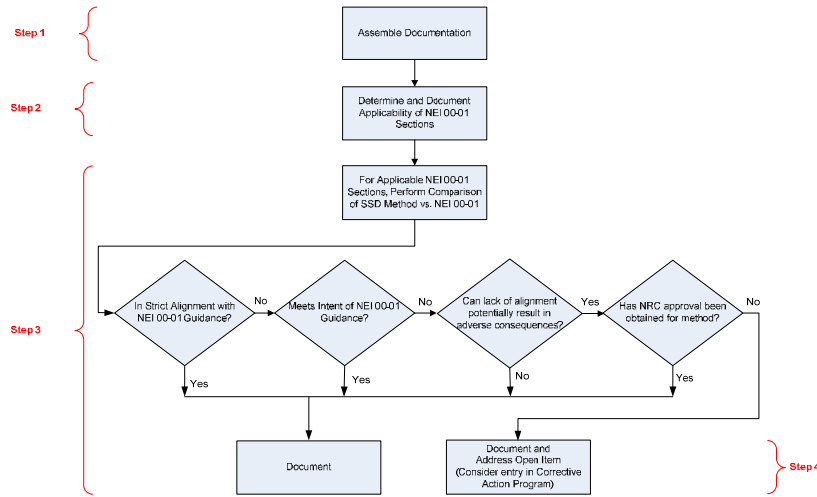 Step 1
Assemble Documentation
Step 2
Determine and Document
Applicability of NEI 00-01
Sections
For Applicable NEI 00-01
Sections, Perform Comparison
of SSD Method vs. NEI 00-01
Step 3
In Strict Alignment with
NEI 00-01 Guidance?
No
Meets Intent of NEI 00-01
Guidance?
No
Can lack of alignment
potentially result in
adverse consequences?
Yes
Has NRC approval been
obtained for method?
No
Yes
Yes
No
Yes
Document
Document and
Address Open Item
(Consider entry in Corrective
Action Program)
Step 4